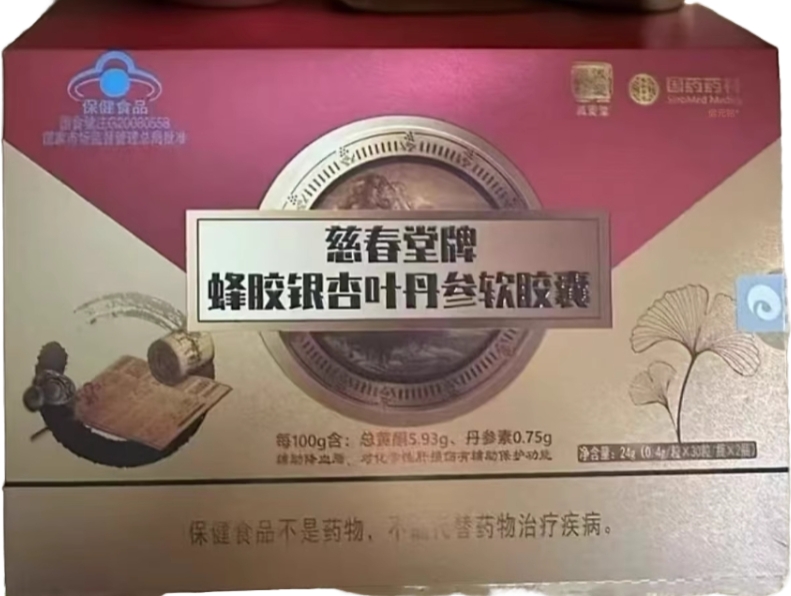 保健食品
国食健注G20080558
国家市场监督管理总局批准
国药药材
SinoMed Medici
慈春堂牌
蜂胶银杏叶丹参软胶囊
每100g含：总黄酮5.93g、丹参素0.75g
辅助降血脂、对化学性肝损伤有辅助保护功能
净含量：24g（0.4g/粒×30粒/瓶×2瓶）
保健食品不是药物，不能代替药物治疗疾病。